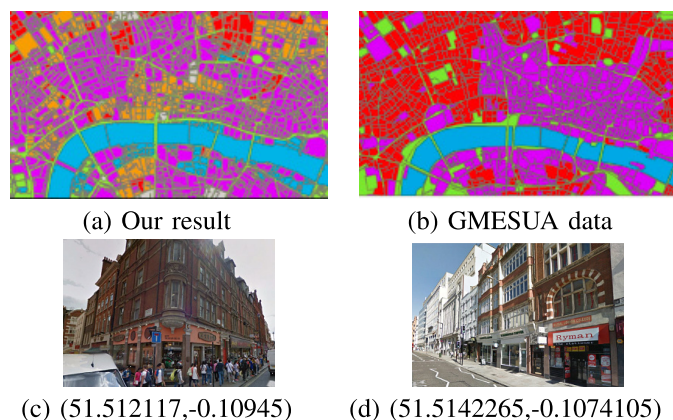 (a) Our result
(b) GMESUA data
Ryman
(c) (51.512117,-0.10945)
(d) (51.5142265,-0.1074105)